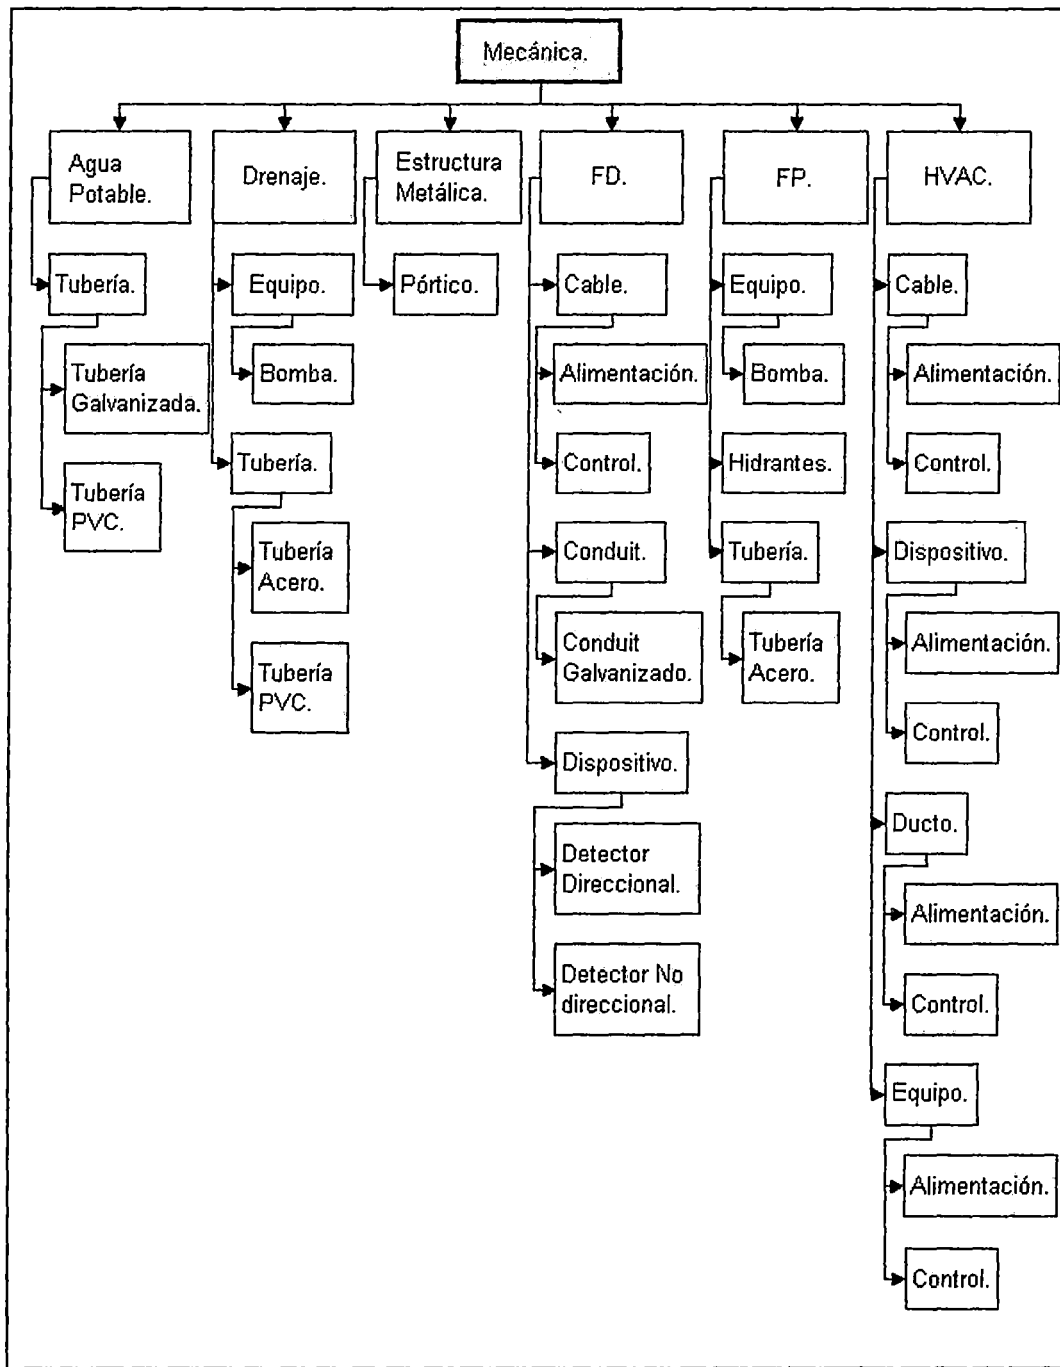 Mecánica.
Agua
Potable.
Tubería.
Tubería
Galvanizada.
Tubería
PVC.
Drenaje.
Equipo.
Bomba.
Tubería.
Tubería
Acero.
Tubería
PVC.
Estructura
Metálica.
Pórtico.
FD.
Cable.
Alimentación.
Control.
Conduit.
Conduit
Galvanizado.
Dispositivo.
Detector
Direccional.
Detector No
direccional.
FP.
Equipo.
Bomba.
Hidrantes.
Tubería.
Tubería
Acero.
HVAC.
Cable.
Alimentación.
Control.
Dispositivo.
Alimentación.
Control.
Ducto.
Alimentación.
Control.
Equipo.
Alimentación.
Control.